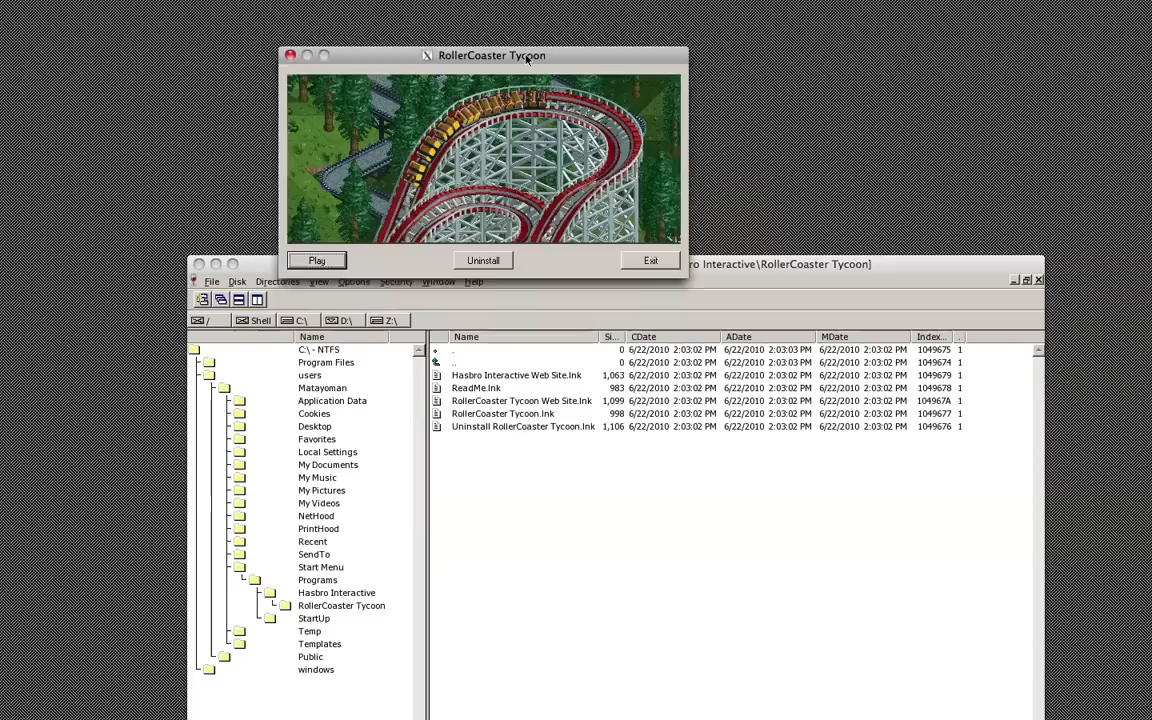 RollerCoaster Tycoon
Play Uninstall Exit
bro Interactive\RollerCoaster Tycoon]
File Disk Directories View Options Security Window Help
/ Shell C:\ D:\ Z:\
Name Name Si... CDate ADate MDate Index...
C:\ - NTFS . 0 6/22/2010 2:03:02 PM 6/22/2010 2:03:03 PM 6/22/2010 2:03:02 PM 1049675 1
Program Files .. 0 6/22/2010 2:03:02 PM 6/22/2010 2:03:03 PM 6/22/2010 2:03:02 PM 1049674 1
users Hasbro Interactive Web Site.lnk 1,063 6/22/2010 2:03:02 PM 6/22/2010 2:03:02 PM 6/22/2010 2:03:02 PM 1049679 1
Matayoman ReadMe.lnk 983 6/22/2010 2:03:02 PM 6/22/2010 2:03:02 PM 6/22/2010 2:03:02 PM 1049678 1
Application Data RollerCoaster Tycoon Web Site.lnk 1,099 6/22/2010 2:03:02 PM 6/22/2010 2:03:02 PM 6/22/2010 2:03:02 PM 104967A 1
Cookies RollerCoaster Tycoon.lnk 998 6/22/2010 2:03:02 PM 6/22/2010 2:03:02 PM 6/22/2010 2:03:02 PM 1049677 1
Desktop Uninstall RollerCoaster Tycoon.lnk 1,106 6/22/2010 2:03:02 PM 6/22/2010 2:03:02 PM 6/22/2010 2:03:02 PM 1049676 1
Favorites
Local Settings
My Documents
My Music
My Pictures
My Videos
NetHood
PrintHood
Recent
SendTo
Start Menu
Programs
Hasbro Interactive
RollerCoaster Tycoon
StartUp
Temp
Templates
Public
windows